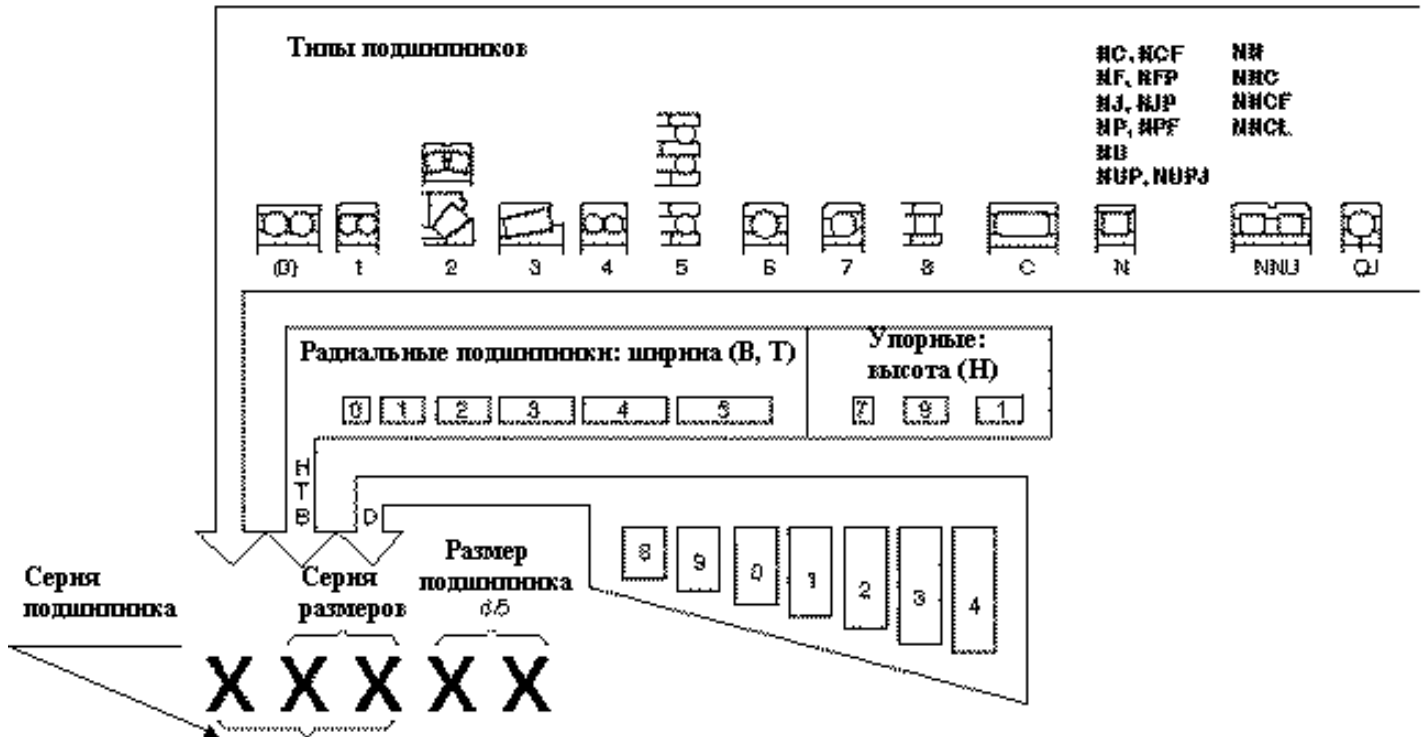 Типы подшипников
NC, NCF NN
NF, NFP NNC
NJ, NJP NNCF
NP, NPF NNCL
NU
NUP, NUPJ
(0) 1 2 3 4 5 6 7 8 C N NNU QJ
Радиальные подшипники: ширина (B, T)
Упорные:
высота (H)
0 1 2 3 4 5
7 9 1
H
T
B
D
8 9 0 1 2 3 4
Серия
подшипника
Серия
размеров
Размер
подшипника
X X X X X